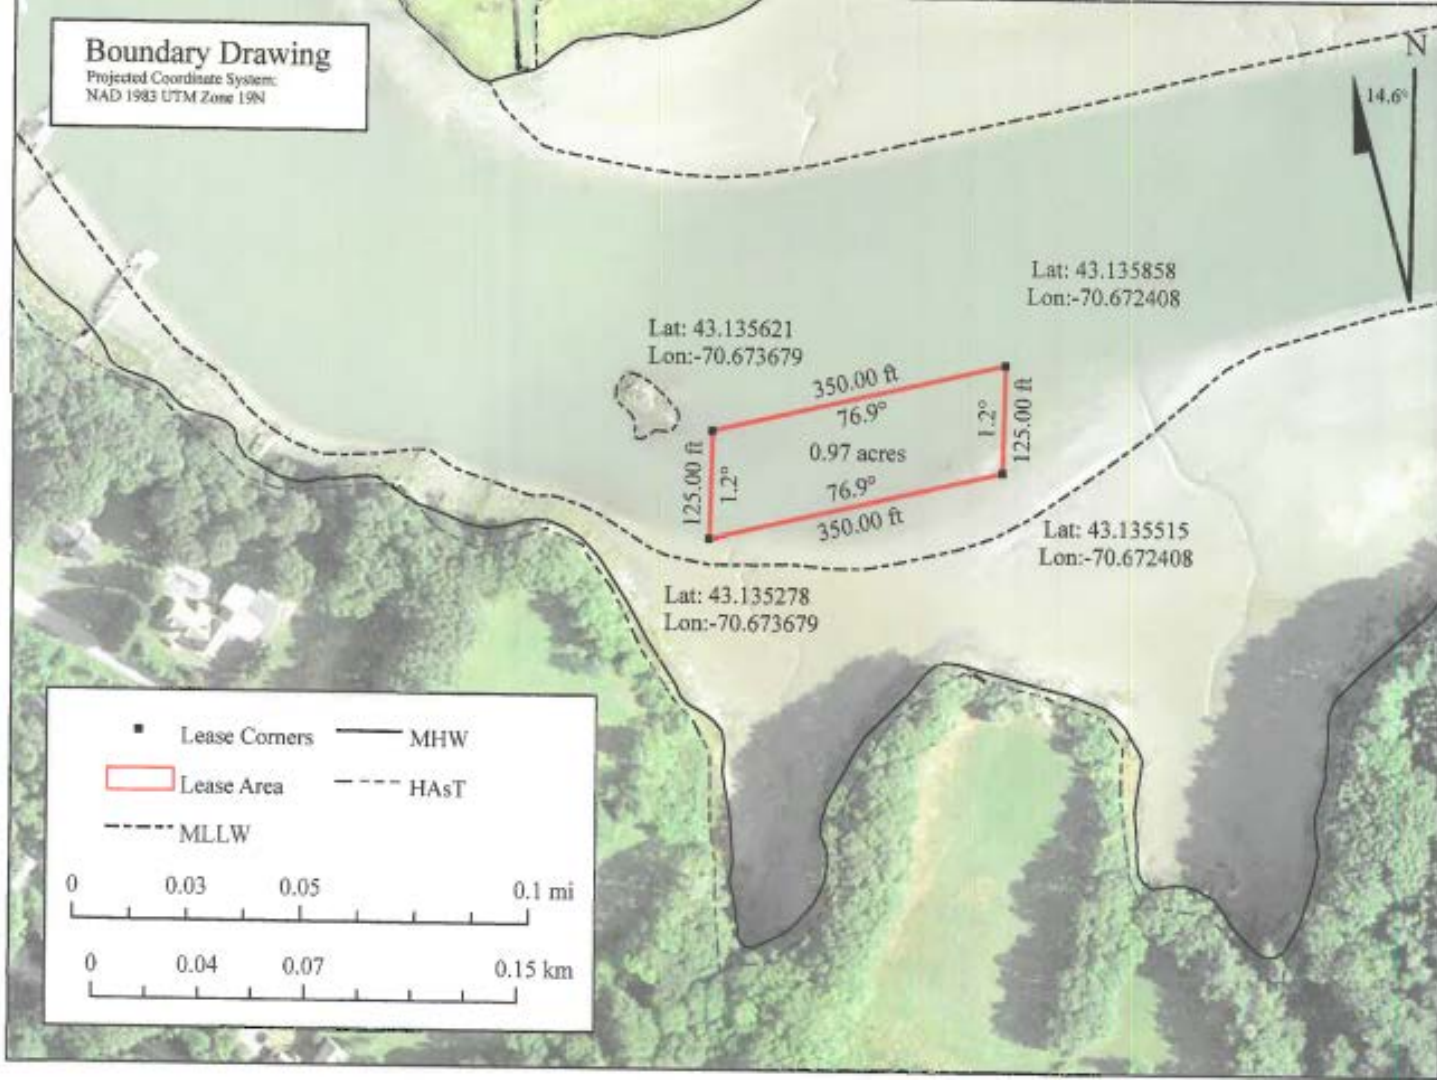 Boundary Drawing
Projected Coordinate System:
NAD 1983 UTM Zone 19N
N
14.6°
Lat: 43.135858
Lon:-70.672408
Lat: 43.135621
Lon:-70.673679
350.00 ft
76.9°
1.2°
125.00 ft
0.97 acres
125.00 ft
1.2°
76.9°
350.00 ft
Lat: 43.135515
Lon:-70.672408
Lat: 43.135278
Lon:-70.673679
Lease Corners
MHW
Lease Area
HAsT
MLLW
0 0.03 0.05 0.1 mi
0 0.04 0.07 0.15 km